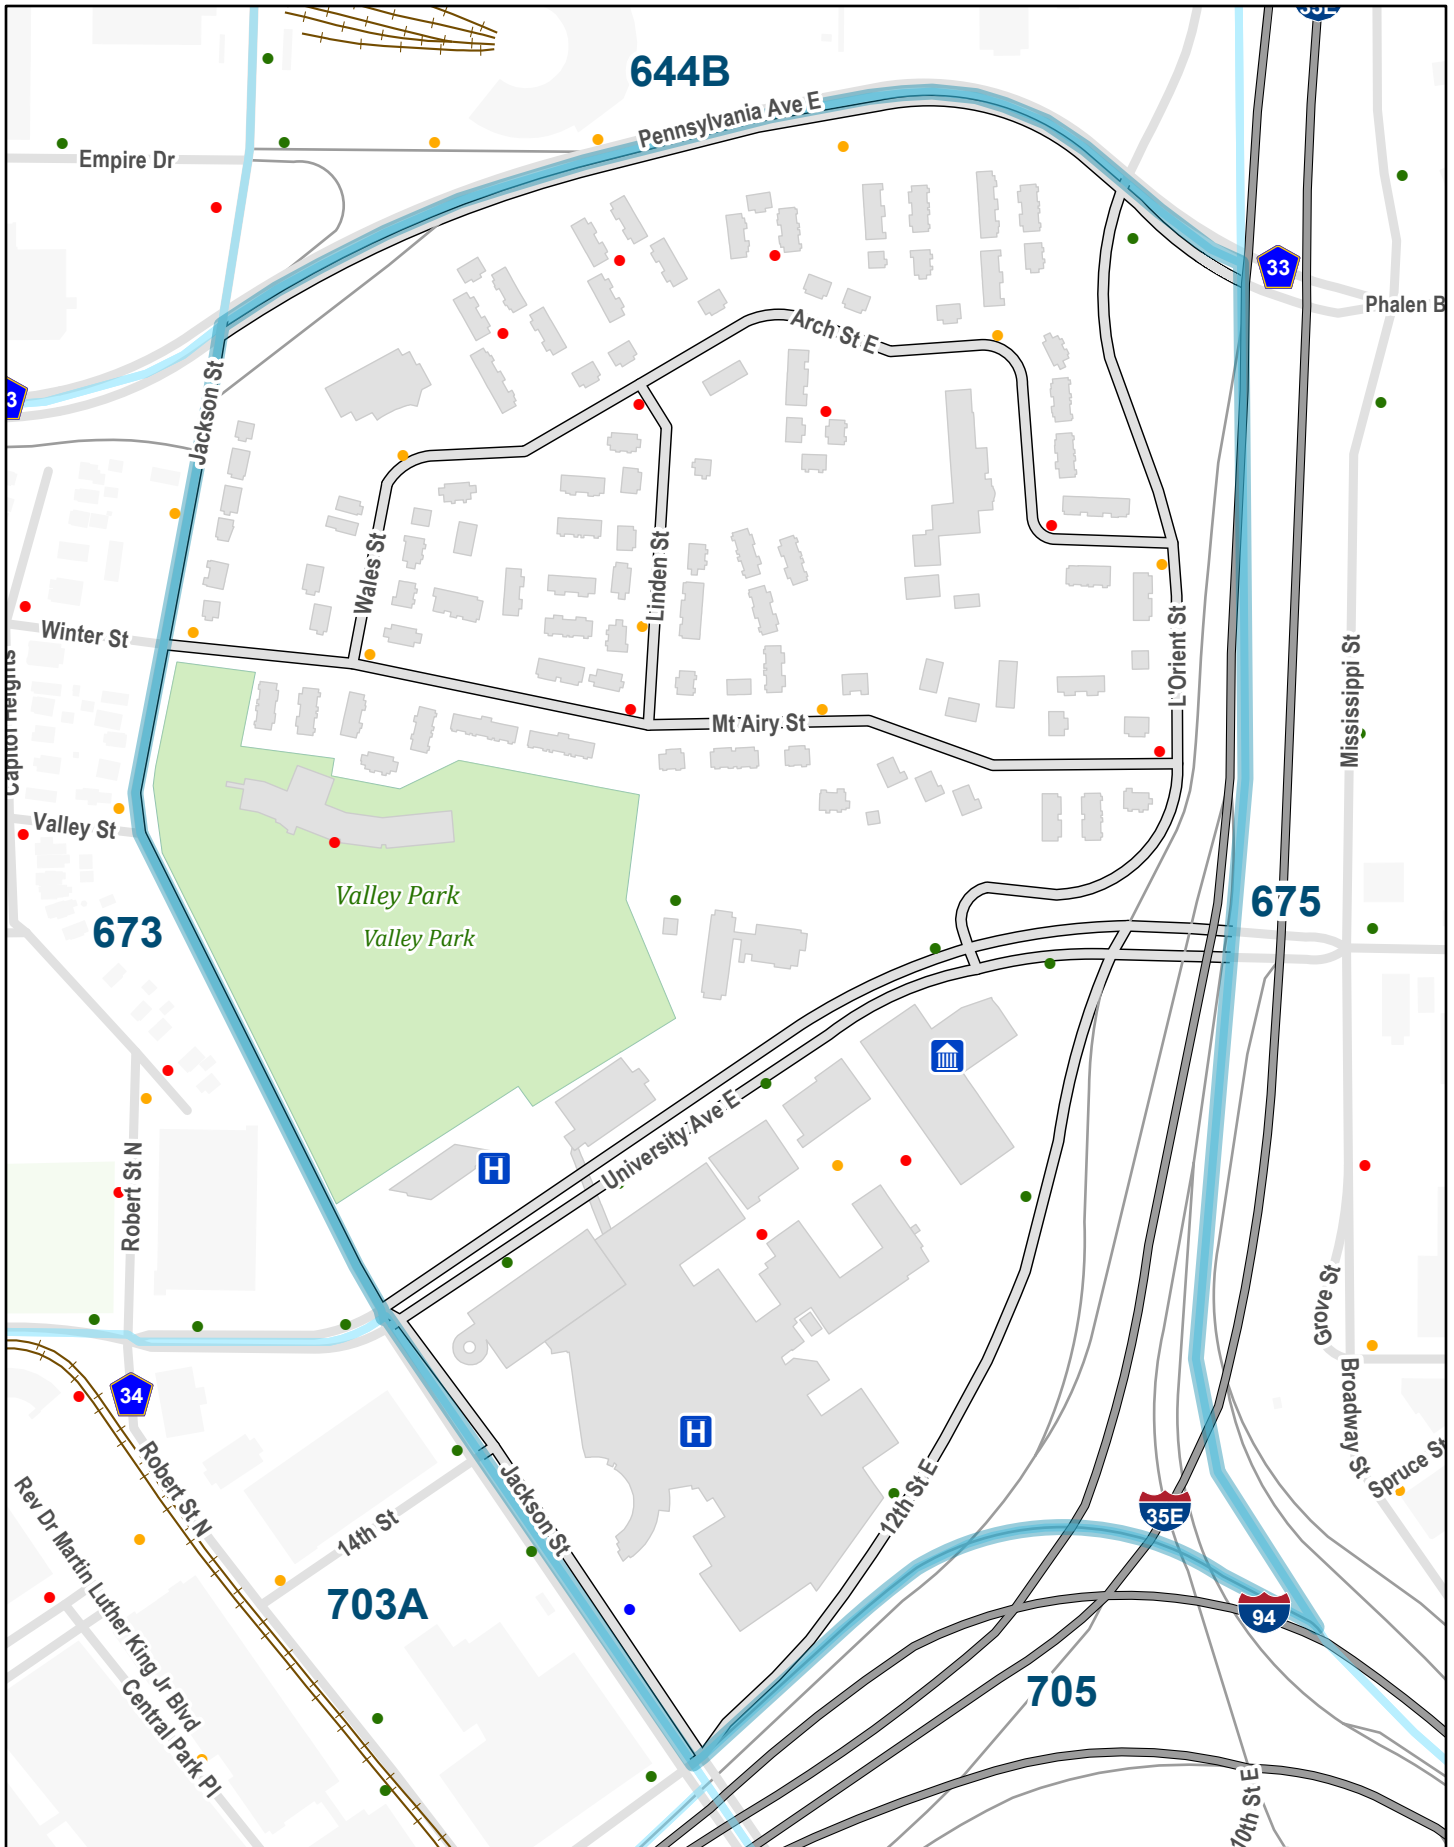 35E
644B
Pennsylvania Ave E
Empire Dr
33
Phalen B
Arch St E
3
Jackson St
Wales St
Linden St
L'Orient St
Winter St
Mississippi St
Capitol Heights
Mt Airy St
Valley St
Valley Park
675
673
Valley Park
University Ave E
H
Robert St N
Grove St
34
Broadway St
H
Robert St N
Jackson St
12th St E
Spruce St
Rev Dr Martin Luther King Jr Blvd
14th St
35E
703A
94
Central Park Pl
705
10th St E